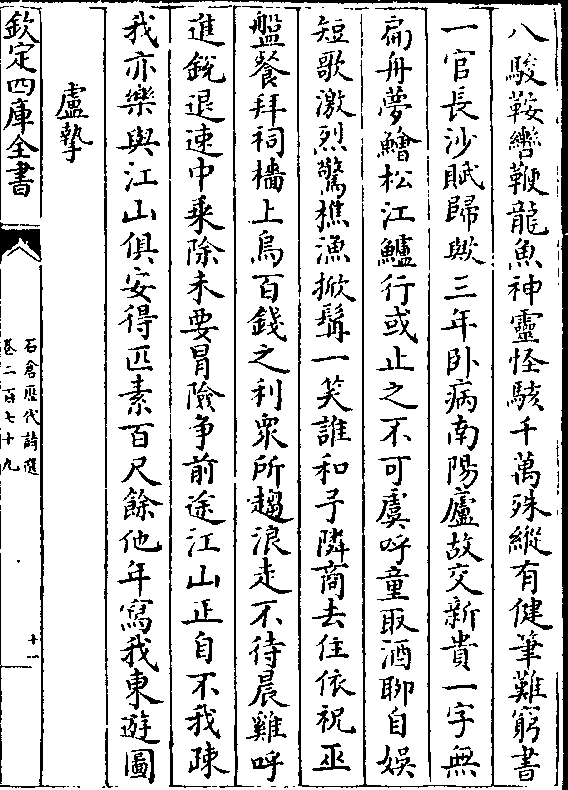 八駿鞍轡鞭龍魚神靈怪駭千萬殊縱有健筆難窮書
一官長沙賦歸歟三年卧病南陽廬故交新貴一字無
扁舟夢鱠松江鱸行或止之不可虞呼童取酒聊自娛
短歌激烈驚樵漁掀髯一笑誰和予隣商去住依祝巫
盤餐拜祠檣上烏百錢之利衆所趨浪走不待晨雞呼
進銳退速中乘除未要冒險争前途江山正自不我疎
我亦樂與江山俱安得匹素百尺餘他年寫我東遊圖
盧摯
欽定四庫全書
石倉歷代詩選
卷二百七十九
十一